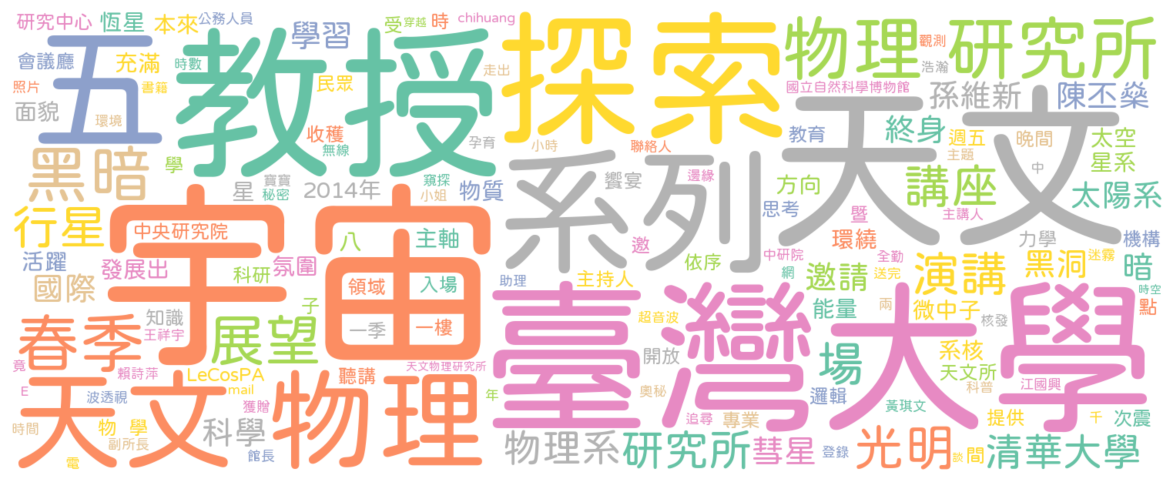 研究中心
恆星
本來
公務人員
學習
受
穿越
時
chihuang
探索
物理
研究所
觀測
浩瀚
會議廳
五
充滿
時數
教授
民眾
走出
國立自然科學博物館
照片
書籍
面貌
環境
收穫
無線
孕育
小時
聯絡人
教育
孫維新
陳丕燊
終身
週五
晚間
太空
主題
星系
中
黑暗
學
星
寶寶
秘密
2014年
窺探
小姐
物質
系列
饗宴
邊緣
天文
方向
思考
講座
太陽系
主講人
行星
宇宙
中央研究院
八
主軸
邀
暨
環繞
力學
機構
活躍
發展出
科研
氛圍
依序
中研院
全勤
迷霧
國際
子
領域
入場
助理
主持人
網
送完
邀請
演講
黑洞
暗
時空
知識
王祥宇
一季
一樓
臺灣大學
超音波
能量
微中子
兩
核發
點
春季
展望
開放
場
系核
天文所
竟
賴詩萍
LeCosPA
聽講
天文物理研究所
奧秘
邏輯
科普
江國興
E
波透視
mail
獲贈
年
追尋
專業
黃琪文
提供
千
次震
天文物理
時間
物
學
副所長
科學
館長
電
物理系
研究所
彗星
登錄
光明
談
間
清華大學